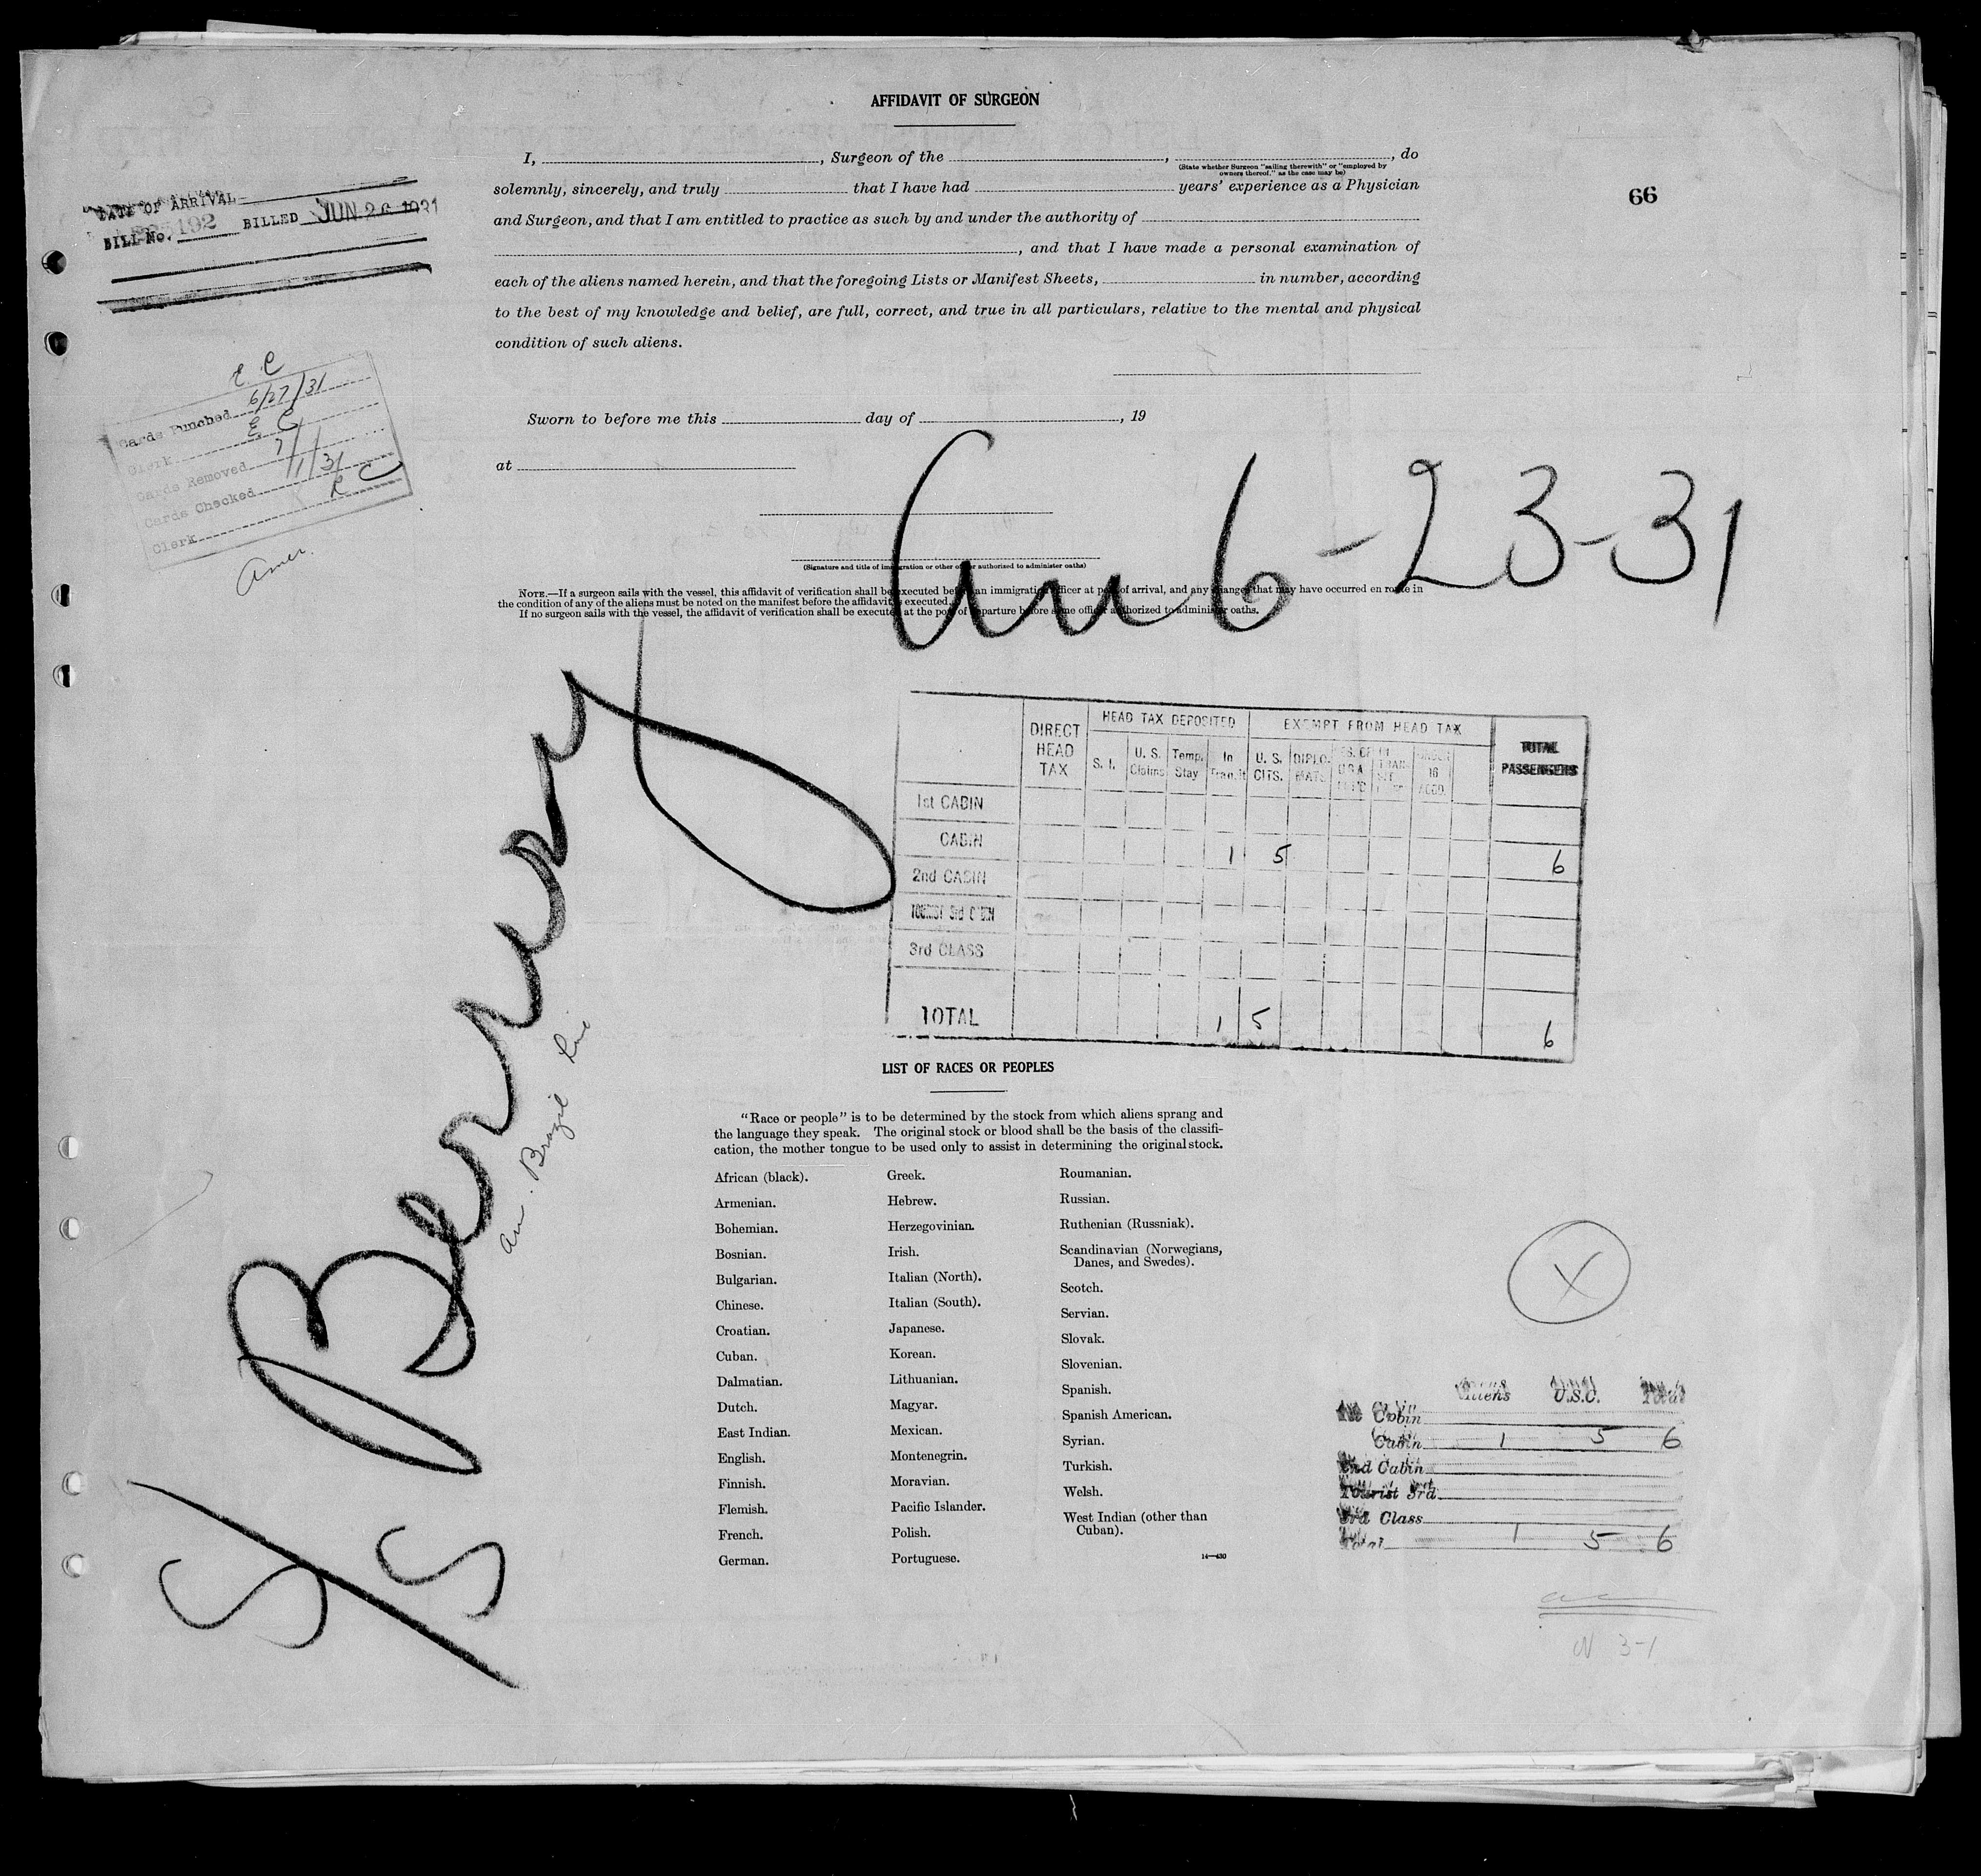 AFFIDAVIT OF SURGEON
I, , Surgeon of the , , do
(State whether Surgeon "sailing therewith" or "employed by
owners thereof," as the case may be)
solemnly, sincerely, and truly that I have had years' experience as a Physician
and Surgeon, and that I am entitled to practice as such by and under the authority of
, and that I have made a personal examination of
each of the aliens named herein, and that the foregoing Lists or Manifest Sheets, in number, according
to the best of my knowledge and belief, are full, correct, and true in all particulars, relative to the mental and physical
condition of such aliens.
Sworn to before me this day of , 19
at
(Signature and title of immigration or other officer authorized to administer oaths)
NOTE.—If a surgeon sails with the vessel, this affidavit of verification shall be executed before an immigration officer at port of arrival, and any changes that may have occurred en route in
the condition of any of the aliens must be noted on the manifest before the affidavit is executed.
If no surgeon sails with the vessel, the affidavit of verification shall be executed at the port of departure before some officer authorized to administer oaths.
66
DATE OF ARRIVAL
BILL No. 192 BILLED JUN 26 1931
Cards Punched 6/27/31
Clerk E C
Cards Removed
Cards Checked 7/1/31
Clerk
Amer.
6-23-31
S/S
Am. Brazil Line
DIRECT HEAD TAX
HEAD TAX DEPOSITED
EXEMPT FROM HEAD TAX
TOTAL PASSENGERS
S. I. U. S. Claims Temp. Stay In Transit U. S. CITS. DIPLO. MATS.
1st CABIN
CABIN 1 5 6
2nd CABIN
TOURIST 3rd CABIN
3rd CLASS
TOTAL 1 5 6
LIST OF RACES OR PEOPLES
"Race or people" is to be determined by the stock from which aliens sprang and
the language they speak. The original stock or blood shall be the basis of the classifi-
cation, the mother tongue to be used only to assist in determining the original stock.
African (black).
Armenian.
Bohemian.
Bosnian.
Bulgarian.
Chinese.
Croatian.
Cuban.
Dalmatian.
Dutch.
East Indian.
English.
Finnish.
Flemish.
French.
German.
Greek.
Hebrew.
Herzegovinian.
Irish.
Italian (North).
Italian (South).
Japanese.
Korean.
Lithuanian.
Magyar.
Mexican.
Montenegrin.
Moravian.
Pacific Islander.
Polish.
Portuguese.
Roumanian.
Russian.
Ruthenian (Russniak).
Scandinavian (Norwegians,
Danes, and Swedes).
Scotch.
Servian.
Slovak.
Slovenian.
Spanish.
Spanish American.
Syrian.
Turkish.
Welsh.
West Indian (other than
Cuban).
14—430
X
Aliens U.S.C. Total
1st Cabin
Cabin 1 5 6
2nd Cabin
Tourist 3rd
3rd Class
Total 1 5 6
3-1